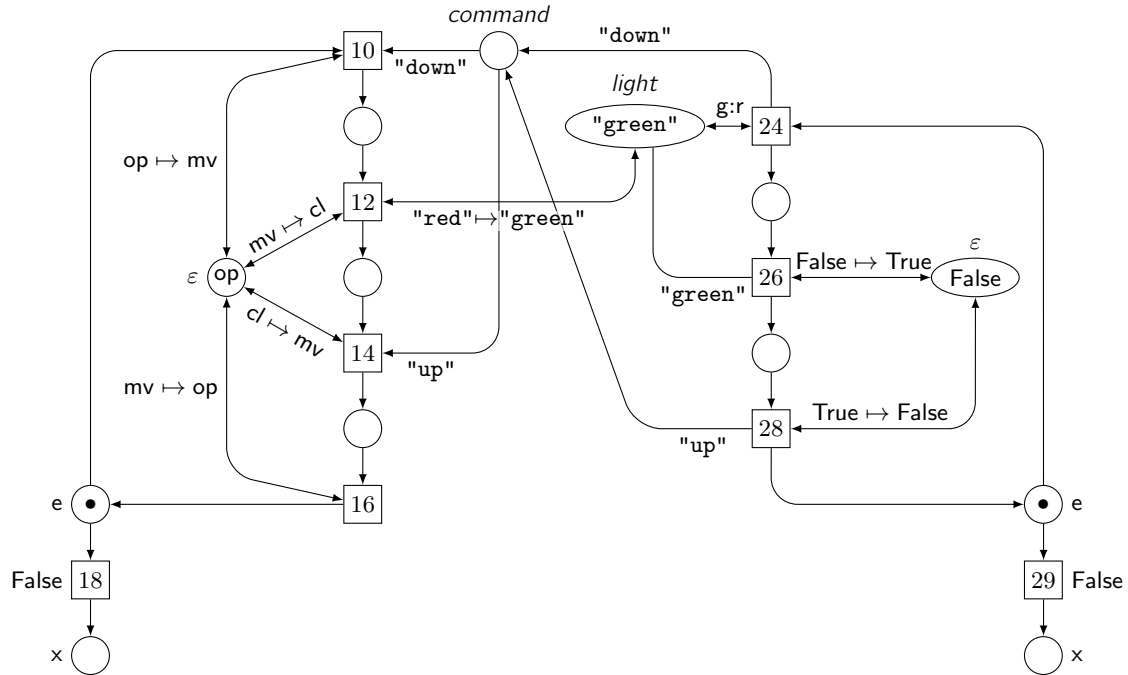 command
10
"down"
"down"
light
g:r
"green"
24
op ↦ mv
12
"red"↦"green"
mv ↦ cl
ε
op
cl ↦ mv
"green"
26
False ↦ True
ε
False
14
"up"
mv ↦ op
True ↦ False
28
"up"
e
16
e
False
18
29
False
x
x